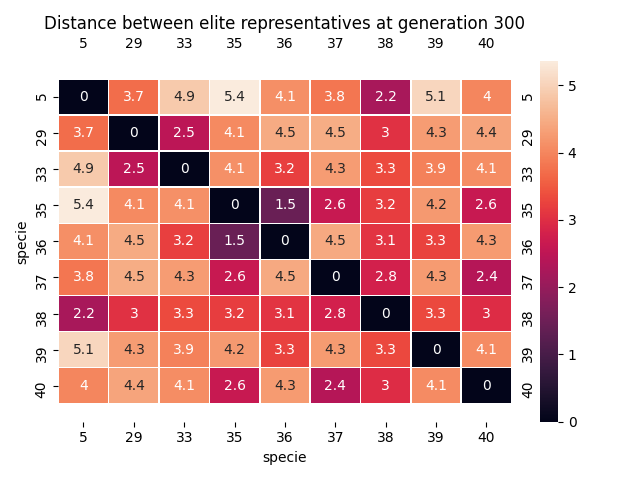 Distance between elite representatives at generation 300
5 29 33 35 36 37 38 39 40
5 0 3.7 4.9 5.4 4.1 3.8 2.2 5.1 4 5
29 3.7 0 2.5 4.1 4.5 4.5 3 4.3 4.4 29
33 4.9 2.5 0 4.1 3.2 4.3 3.3 3.9 4.1 33
35 5.4 4.1 4.1 0 1.5 2.6 3.2 4.2 2.6 35
36 4.1 4.5 3.2 1.5 0 4.5 3.1 3.3 4.3 36
37 3.8 4.5 4.3 2.6 4.5 0 2.8 4.3 2.4 37
38 2.2 3 3.3 3.2 3.1 2.8 0 3.3 3 38
39 5.1 4.3 3.9 4.2 3.3 4.3 3.3 0 4.1 39
40 4 4.4 4.1 2.6 4.3 2.4 3 4.1 0 40
5 29 33 35 36 37 38 39 40
specie
specie
5
4
3
2
1
0